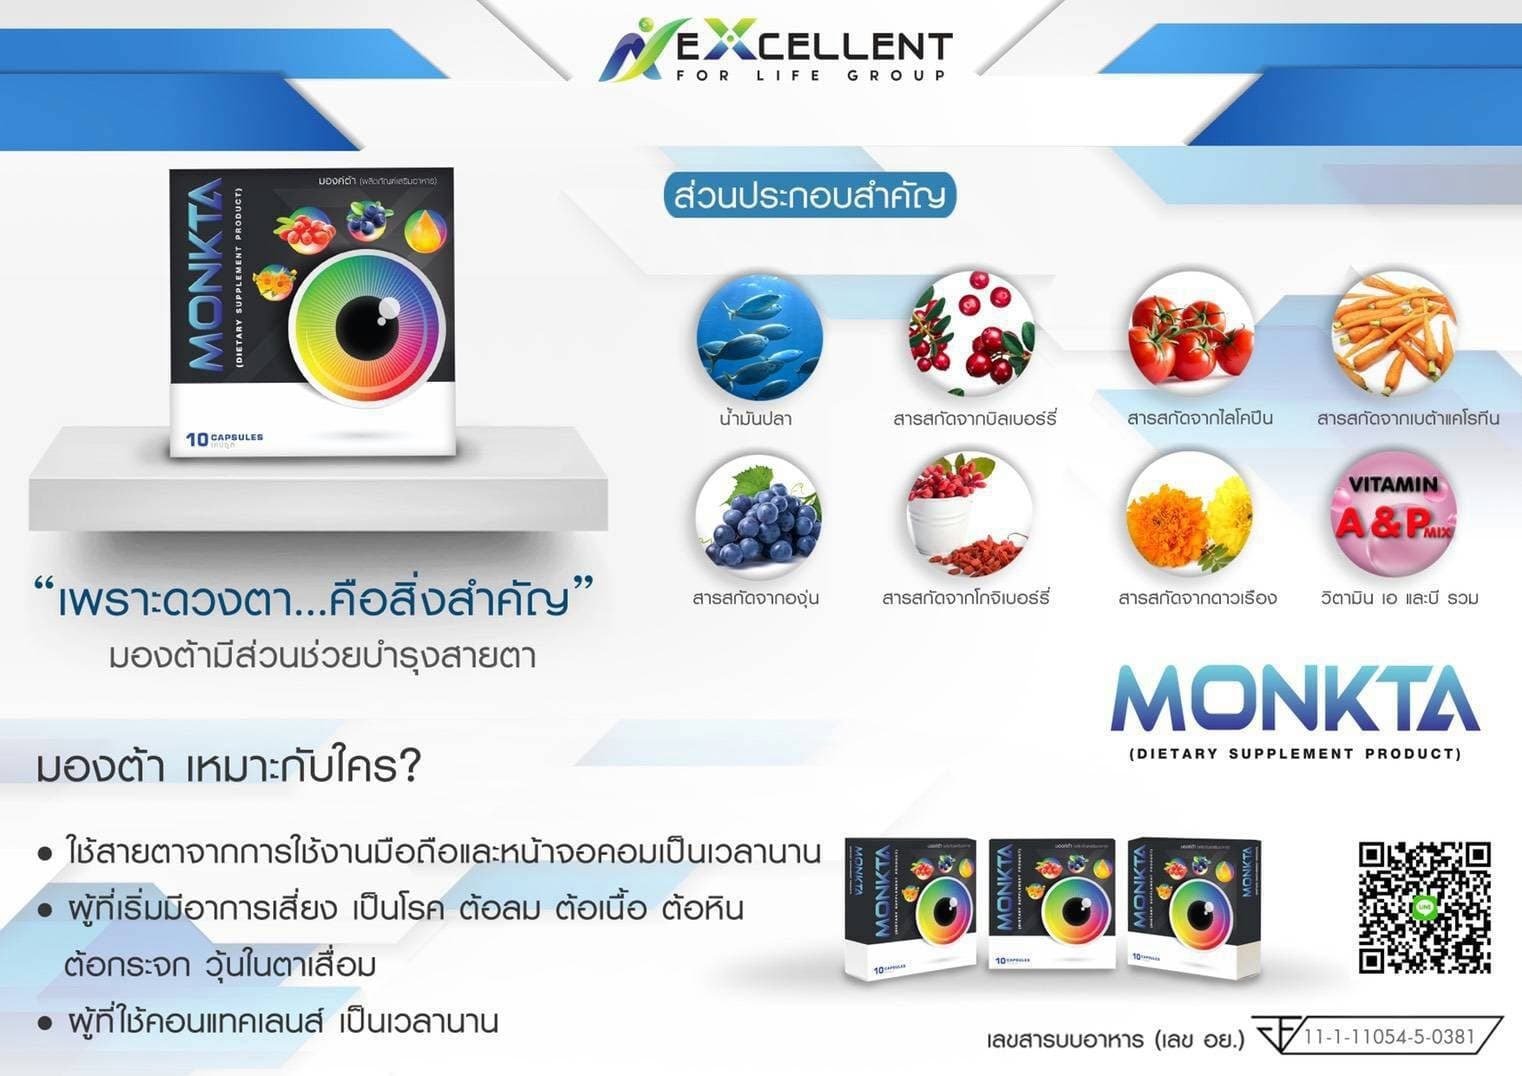 EXCELLENT
FOR LIFE GROUP
มองค์ต้า (ผลิตภัณฑ์เสริมอาหาร)
MONKTA
(DIETARY SUPPLEMENT PRODUCT)
10 CAPSULES
แคปซูล
“เพราะดวงตา...คือสิ่งสำคัญ”
มองต้ามีส่วนช่วยบำรุงสายตา
ส่วนประกอบสำคัญ
น้ำมันปลา
สารสกัดจากบิลเบอร์รี่
สารสกัดจากไลโคปีน
สารสกัดจากเบต้าแคโรทีน
VITAMIN
A & P MIX
สารสกัดจากองุ่น
สารสกัดจากโกจิเบอร์รี่
สารสกัดจากดาวเรือง
วิตามิน เอ และบี รวม
MONKTA
(DIETARY SUPPLEMENT PRODUCT)
มองต้า เหมาะกับใคร?
● ใช้สายตาจากการใช้งานมือถือและหน้าจอคอมเป็นเวลานาน
● ผู้ที่เริ่มมีอาการเสี่ยง เป็นโรค ต้อลม ต้อเนื้อ ต้อหิน
ต้อกระจก วุ้นในตาเสื่อม
● ผู้ที่ใช้คอนแทคเลนส์ เป็นเวลานาน
MONKTA
10 CAPSULES
MONKTA
10 CAPSULES
MONKTA
10 CAPSULES
MONKTA
LINE
เลขสารบบอาหาร (เลข อย.) 11-1-11054-5-0381